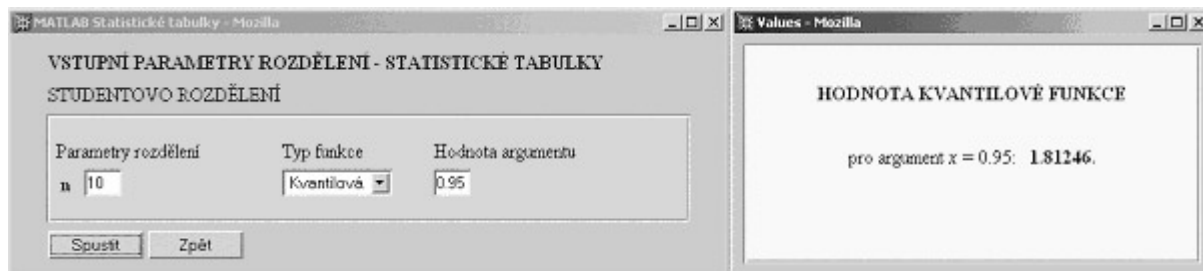 MATLAB Statistické tabulky - Mozilla
VSTUPNÍ PARAMETRY ROZDĚLENÍ - STATISTICKÉ TABULKY
STUDENTOVO ROZDĚLENÍ
Parametry rozdělení Typ funkce Hodnota argumentu
n 10 Kvantilová 0.95
Spustit Zpět
Values - Mozilla
HODNOTA KVANTILOVÉ FUNKCE
pro argument x = 0.95: 1.81246.